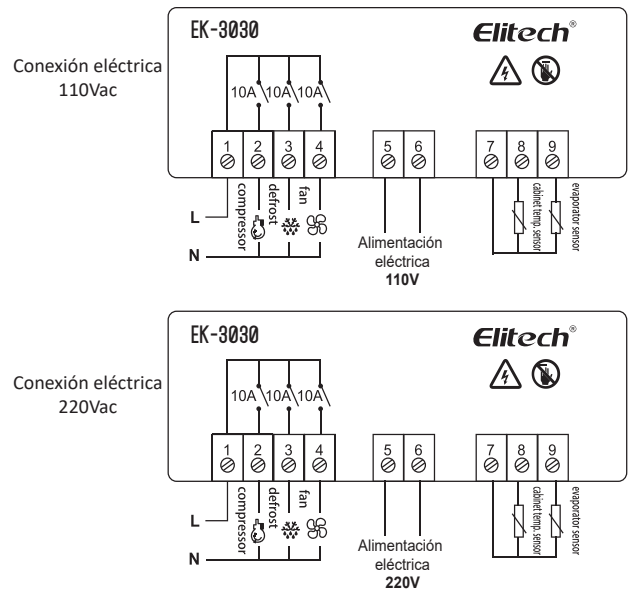 EK-3030
Elitech®
Conexión eléctrica
110Vac
10A 10A 10A
1 2 3 4 5 6 7 8 9
compressor
defrost
fan
cabinet temp. sensor
evaporator sensor
L
N
Alimentación
eléctrica
110V
EK-3030
Elitech®
Conexión eléctrica
220Vac
10A 10A 10A
1 2 3 4 5 6 7 8 9
compressor
defrost
fan
cabinet temp. sensor
evaporator sensor
L
N
Alimentación
eléctrica
220V